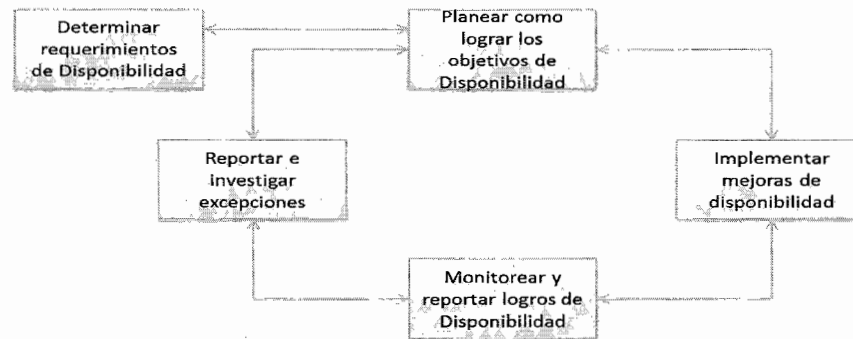 Determinar
requerimientos
de Disponibilidad
Planear como
lograr los
objetivos de
Disponibilidad
Reportar e
investigar
excepciones
Implementar
mejoras de
disponibilidad
Monitorear y
reportar logros de
Disponibilidad